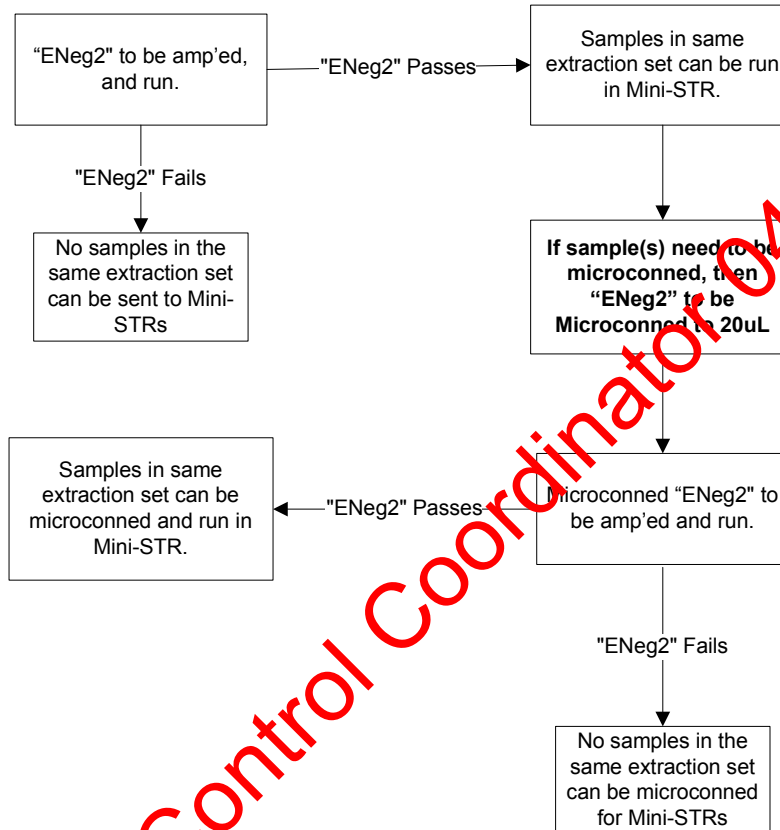 “ENeg2" to be amp’ed,
and run.
"ENeg2" Passes
Samples in same
extraction set can be run
in Mini-STR.
"ENeg2" Fails
No samples in the
same extraction set
can be sent to Mini-
STRs
If sample(s) need to be
microconned, then
“ENeg2” to be
Microconned to 20uL
Samples in same
extraction set can be
microconned and run in
Mini-STR.
"ENeg2" Passes
Microconned “ENeg2" to
be amp’ed and run.
"ENeg2" Fails
No samples in the
same extraction set
can be microconned
for Mini-STRs
Control Coordinator 04